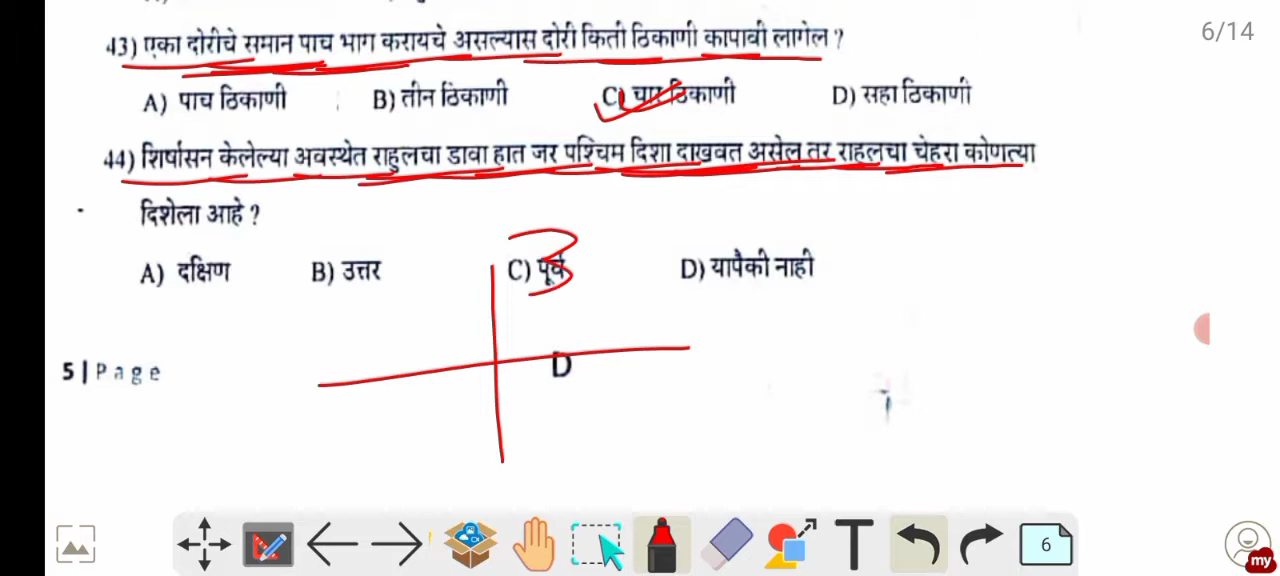 6/14
43) एका दोरीचे समान पाच भाग करायचे असल्यास दोरी किती ठिकाणी कापावी लागेल ?
A) पाच ठिकाणी B) तीन ठिकाणी C) चार ठिकाणी D) सहा ठिकाणी
44) शिर्षासन केलेल्या अवस्थेत राहुलचा डावा हात जर पश्चिम दिशा दाखवत असेल तर राहूलचा चेहरा कोणत्या
दिशेला आहे ?
उ
A) दक्षिण B) उत्तर C) पूर्व D) यापैकी नाही
5 | Page
D
T 6
my